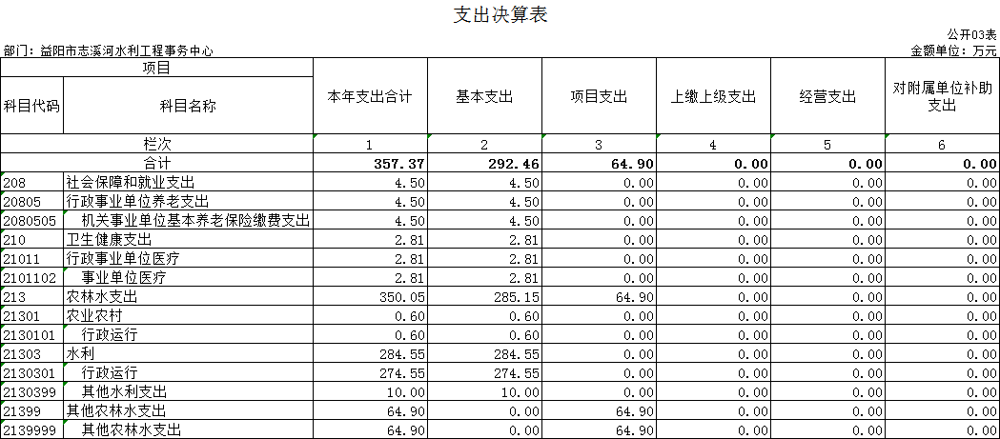 支出决算表
公开03表
部门：益阳市志溪河水利工程事务中心 金额单位：万元
项目 本年支出合计 基本支出 项目支出 上缴上级支出 经营支出 对附属单位补助支出
科目代码 科目名称
栏次 1 2 3 4 5 6
合计 357.37 292.46 64.90 0.00 0.00 0.00
208 社会保障和就业支出 4.50 4.50 0.00 0.00 0.00 0.00
20805 行政事业单位养老支出 4.50 4.50 0.00 0.00 0.00 0.00
2080505 机关事业单位基本养老保险缴费支出 4.50 4.50 0.00 0.00 0.00 0.00
210 卫生健康支出 2.81 2.81 0.00 0.00 0.00 0.00
21011 行政事业单位医疗 2.81 2.81 0.00 0.00 0.00 0.00
2101102 事业单位医疗 2.81 2.81 0.00 0.00 0.00 0.00
213 农林水支出 350.05 285.15 64.90 0.00 0.00 0.00
21301 农业农村 0.60 0.60 0.00 0.00 0.00 0.00
2130101 行政运行 0.60 0.60 0.00 0.00 0.00 0.00
21303 水利 284.55 284.55 0.00 0.00 0.00 0.00
2130301 行政运行 274.55 274.55 0.00 0.00 0.00 0.00
2130399 其他水利支出 10.00 10.00 0.00 0.00 0.00 0.00
21399 其他农林水支出 64.90 0.00 64.90 0.00 0.00 0.00
2139999 其他农林水支出 64.90 0.00 64.90 0.00 0.00 0.00